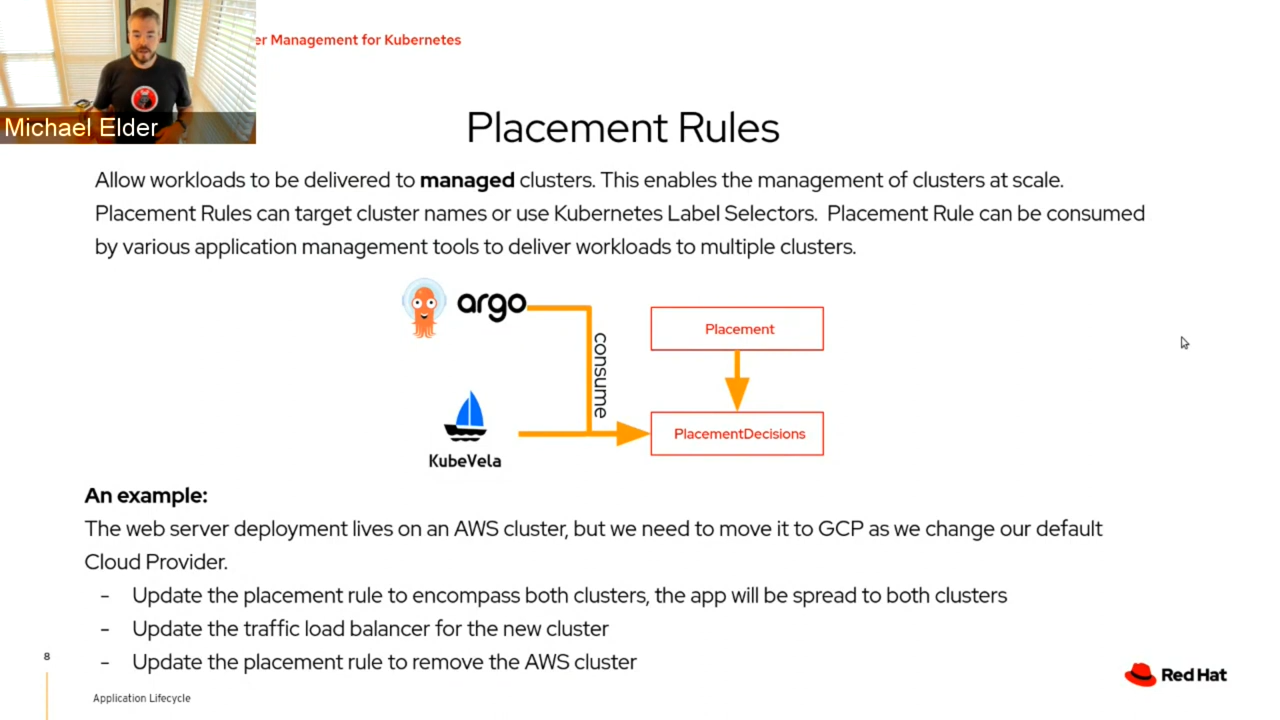 er Management for Kubernetes
Michael Elder
Placement Rules
Allow workloads to be delivered to managed clusters. This enables the management of clusters at scale.
Placement Rules can target cluster names or use Kubernetes Label Selectors. Placement Rule can be consumed
by various application management tools to deliver workloads to multiple clusters.
argo
consume
Placement
PlacementDecisions
KubeVela
An example:
The web server deployment lives on an AWS cluster, but we need to move it to GCP as we change our default
Cloud Provider.
- Update the placement rule to encompass both clusters, the app will be spread to both clusters
- Update the traffic load balancer for the new cluster
- Update the placement rule to remove the AWS cluster
8
Application Lifecycle
Red Hat